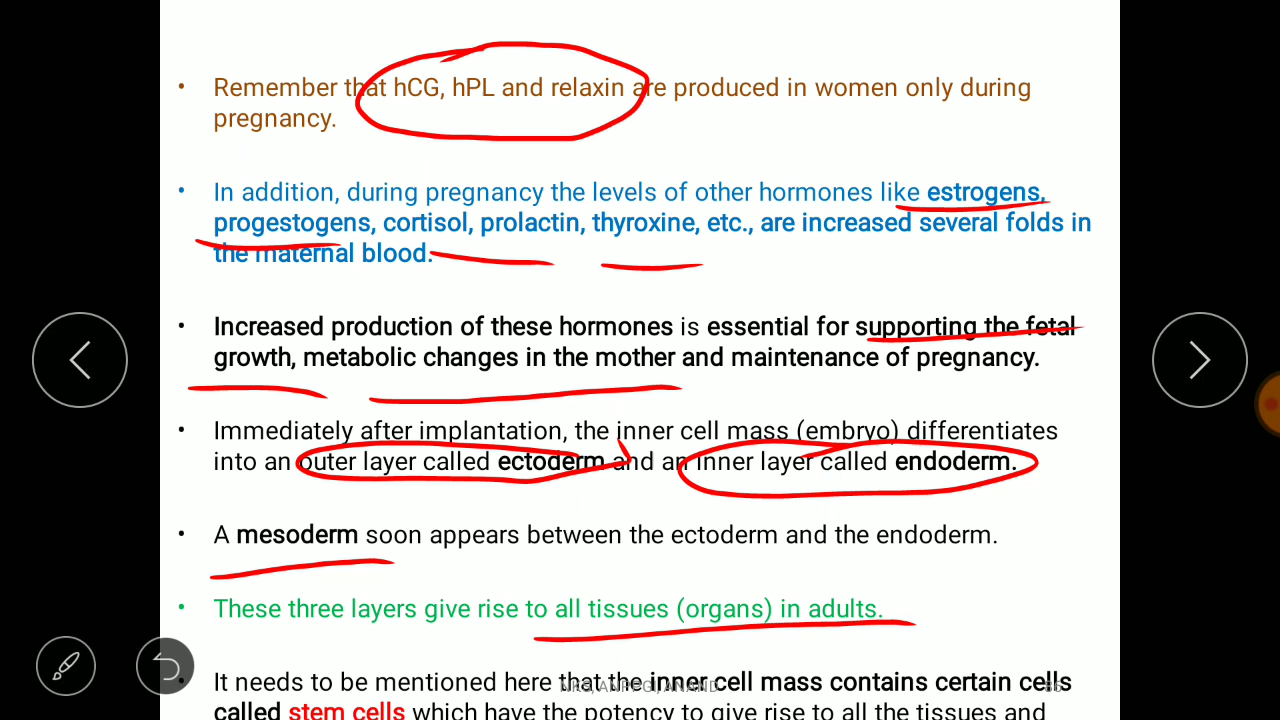 • Remember that hCG, hPL and relaxin are produced in women only during
pregnancy.
• In addition, during pregnancy the levels of other hormones like estrogens,
progestogens, cortisol, prolactin, thyroxine, etc., are increased several folds in
the maternal blood.
• Increased production of these hormones is essential for supporting the fetal
growth, metabolic changes in the mother and maintenance of pregnancy.
• Immediately after implantation, the inner cell mass (embryo) differentiates
into an outer layer called ectoderm and an inner layer called endoderm.
• A mesoderm soon appears between the ectoderm and the endoderm.
• These three layers give rise to all tissues (organs) in adults.
• It needs to be mentioned here that the inner cell mass contains certain cells
called stem cells which have the potency to give rise to all the tissues and